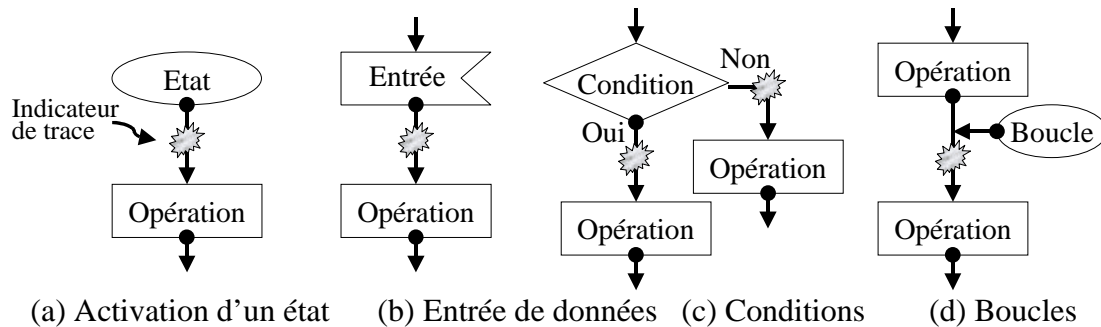 Etat
Indicateur
de trace
Opération
(a) Activation d’un état
Entrée
Opération
(b) Entrée de données
Condition
Non
Oui
Opération
Opération
(c) Conditions
Opération
Boucle
Opération
(d) Boucles